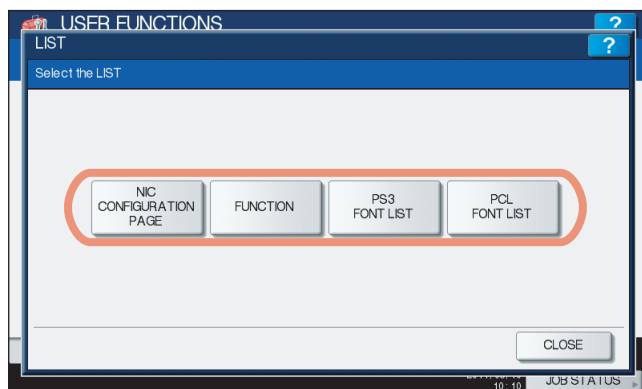 USER FUNCTIONS
?
LIST
?
Select the LIST
NIC
CONFIGURATION
PAGE
FUNCTION
PS3
FONT LIST
PCL
FONT LIST
CLOSE
10:10
JOB STATUS